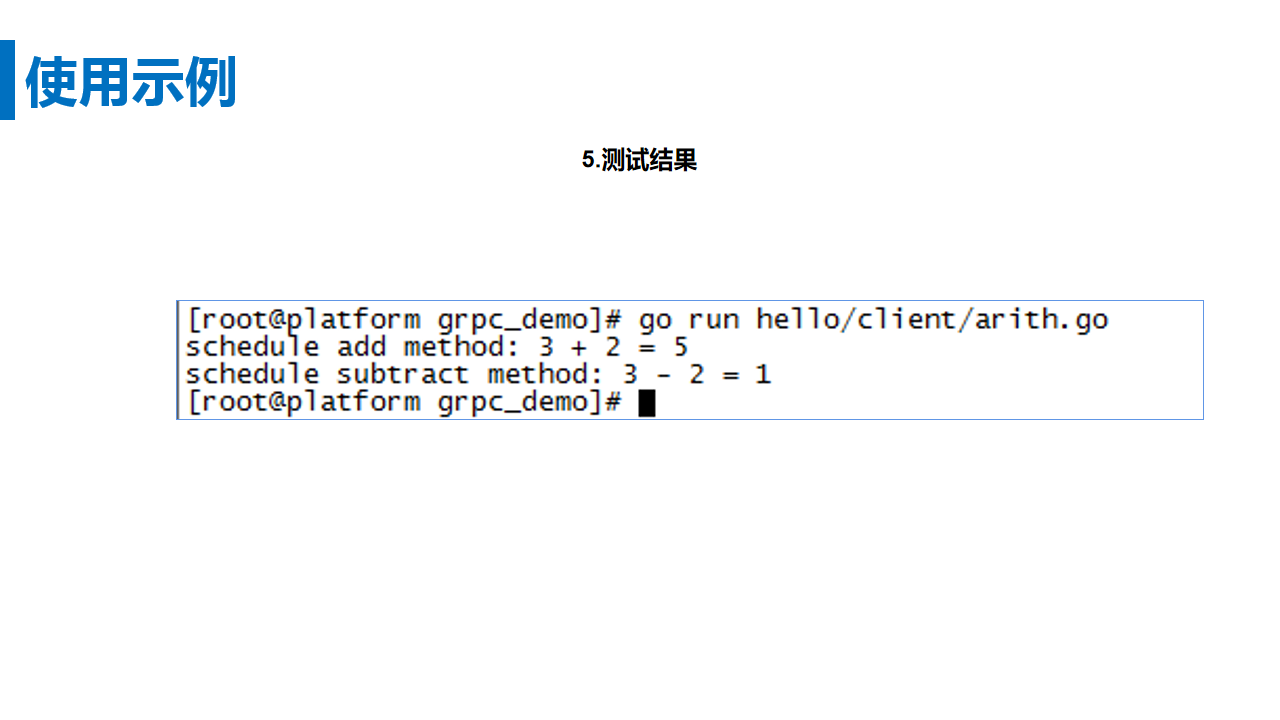 使用示例
5.测试结果
[root@platform grpc_demo]# go run hello/client/arith.go
schedule add method: 3 + 2 = 5
schedule subtract method: 3 - 2 = 1
[root@platform grpc_demo]#